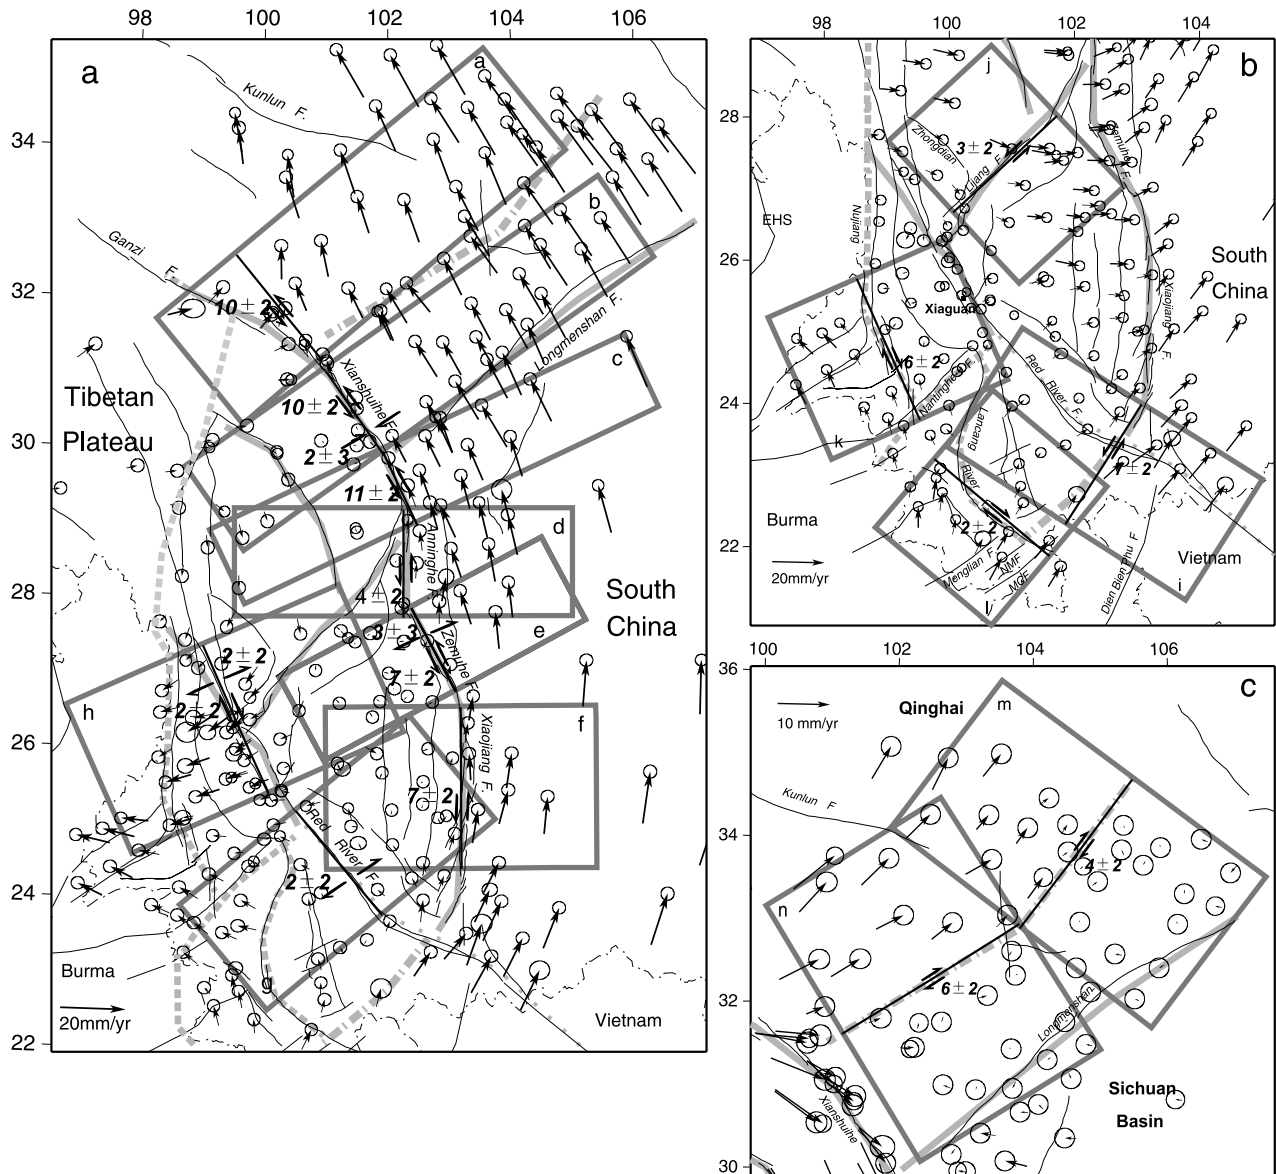 98 100 102 104 106
a
34
32
30
28
26
24
22
Kunlun F.
Ganzi F.
a
b
c
d
e
f
g
h
10 ± 2
Xianshuihe F.
Longmenshan F.
10 ± 2
2 ± 3
11 ± 2
Anninghe F.
4 ± 2
3 ± 3
Zemuhe F.
7 ± 2
2 ± 2
2 ± 2
Xiaojiang F.
7 ± 2
Red River F.
2 ± 2
Tibetan
Plateau
South
China
Burma
20mm/yr
Vietnam
98 100 102 104
b
28
26
24
22
j
Zhongdian
3 ± 2
Lijiang F.
Zemuhe F.
EHS
Nujiang
South
China
Xiaguan
Xiaojiang F.
6 ± 2
Nantinghe F.
Red River F.
Lancang River
k
7 ± 2
Burma
20mm/yr
2 ± 2
Menglian F.
NMF
MGF
Dien Bien Phu F
Vietnam
i
l
100 102 104 106
c
36
34
32
30
10 mm/yr
Qinghai
m
Kunlun F
4 ± 2
n
6 ± 2
Longmenshan
Xianshuihe
Sichuan
Basin